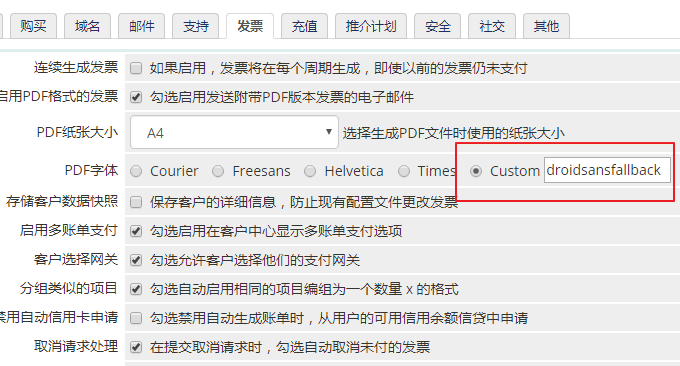 购买 域名 邮件 支持 发票 充值 推介计划 安全 社交 其他
连续生成发票 如果启用，发票将在每个周期生成，即使以前的发票仍未支付
启用PDF格式的发票 勾选启用发送附带PDF版本发票的电子邮件
PDF纸张大小 A4 选择生成PDF文件时使用的纸张大小
PDF字体 Courier Freesans Helvetica Times Custom droidsansfallback
存储客户数据快照 保存客户的详细信息，防止现有配置文件更改发票
启用多账单支付 勾选启用在客户中心显示多账单支付选项
客户选择网关 勾选允许客户选择他们的支付网关
分组类似的项目 勾选自动启用相同的项目编组为一个数量 x 的格式
禁用自动信用卡申请 勾选禁用自动生成账单时，从用户的可用信用余额信贷中申请
取消请求处理 在提交取消请求时，勾选自动取消未付的发票